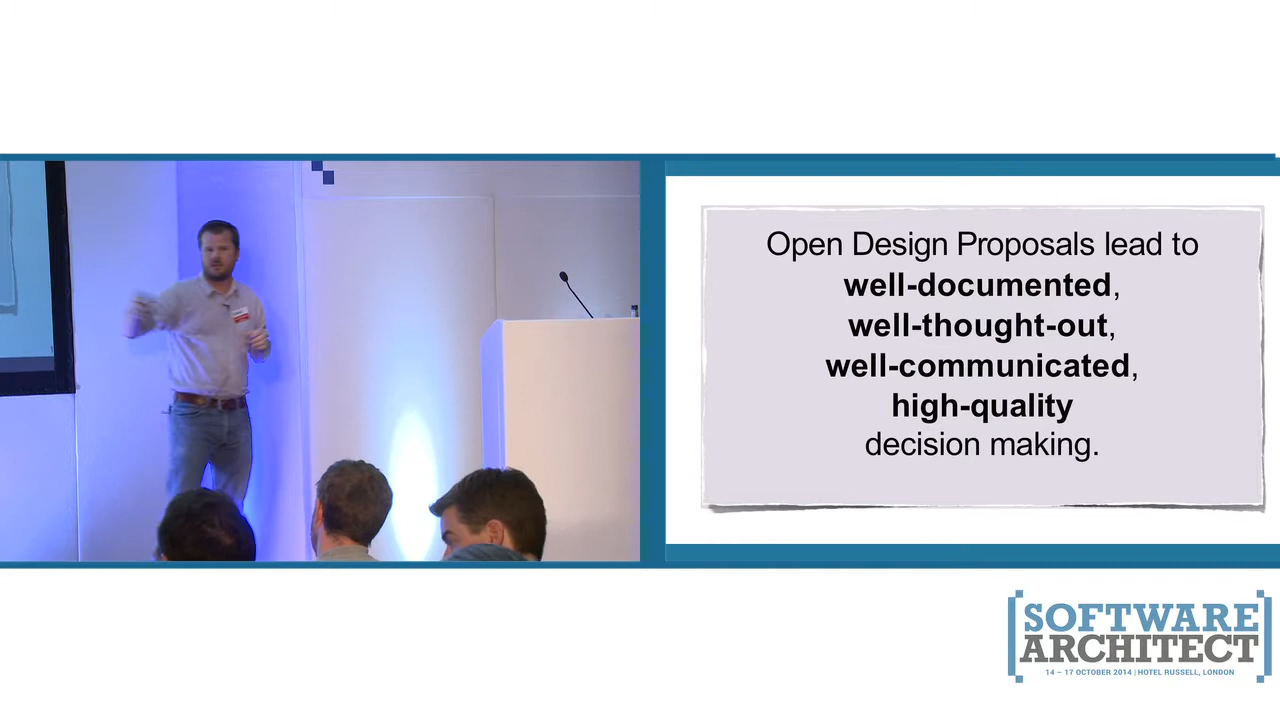 Open Design Proposals lead to
well-documented,
well-thought-out,
well-communicated,
high-quality
decision making.
[SOFTWARE
ARCHITECT]
14 – 17 OCTOBER 2014 | HOTEL RUSSELL, LONDON